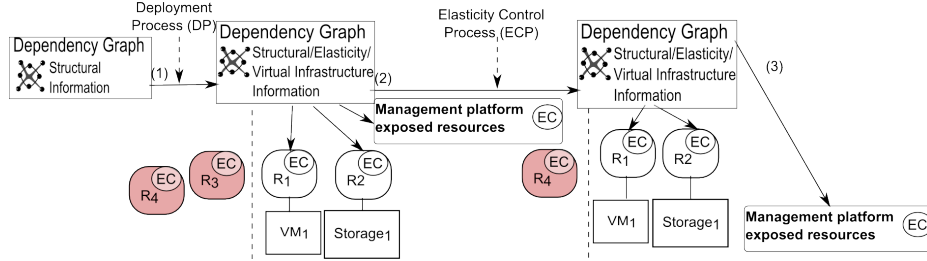 Deployment
Process (DP)
Elasticity Control
Process (ECP)
Dependency Graph
Structural
Information
(1)
Dependency Graph
Structural/Elasticity/
Virtual Infrastructure
Information
(2)
Dependency Graph
Structural/Elasticity/
Virtual Infrastructure
Information
(3)
Management platform
exposed resources
EC
EC
R4
EC
R3
EC
R1
EC
R2
VM1
Storage1
EC
R4
EC
R1
EC
R2
VM1
Storage1
Management platform
exposed resources
EC